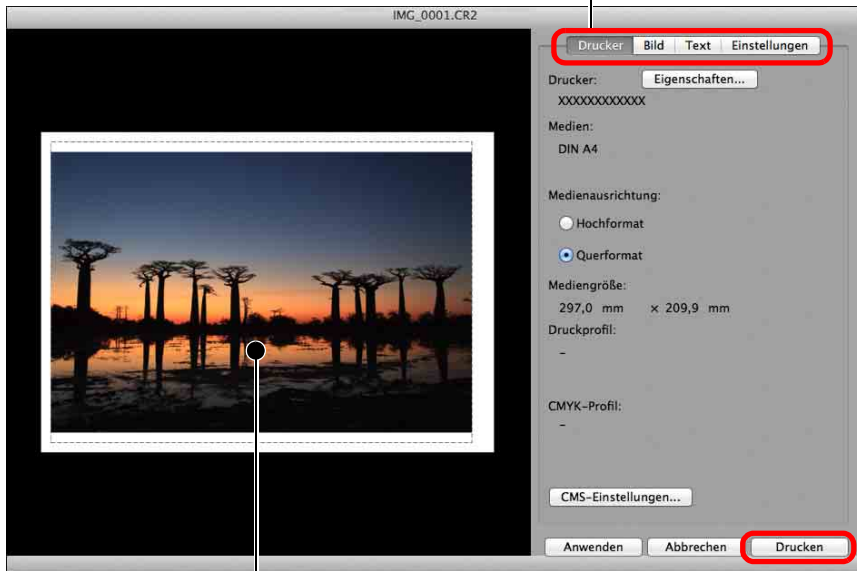 IMG_0001.CR2
Drucker Bild Text Einstellungen
Drucker: Eigenschaften...
XXXXXXXXXXXX
Medien:
DIN A4
Medienausrichtung:
Hochformat
Querformat
Mediengröße:
297,0 mm × 209,9 mm
Druckprofil:
–
CMYK-Profil:
–
CMS-Einstellungen...
Anwenden Abbrechen Drucken